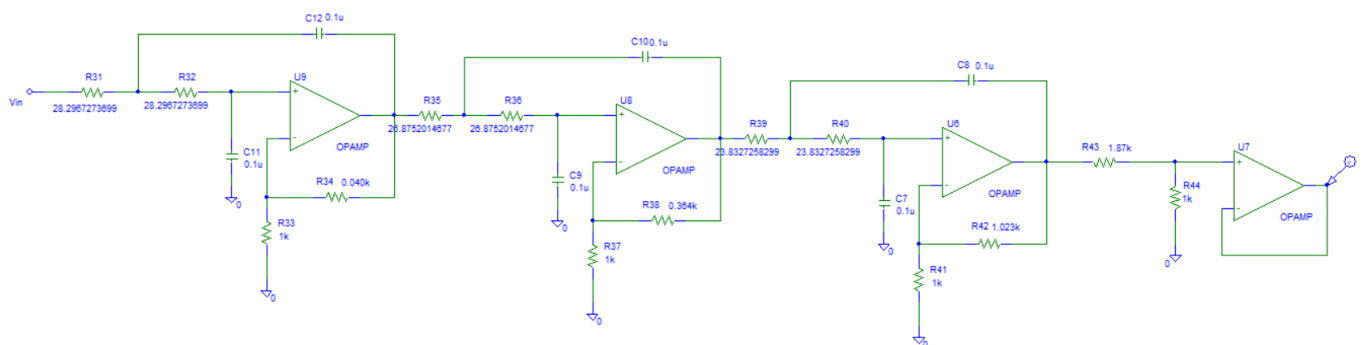 C12 0.1u
R31
28.2967273699
R32
28.2967273699
Vin
U9
+
-
OPAMP
C11
0.1u
0
R34 0.040k
R33
1k
0
C10 0.1u
R35
26.8752014677
R36
26.8752014677
U8
+
-
OPAMP
C9
0.1u
0
R38 0.364k
R37
1k
0
C8 0.1u
R39
23.8327258299
R40
23.8327258299
U6
+
-
OPAMP
C7
0.1u
0
R42 1.023k
R41
1k
0
R43 1.87k
R44
1k
0
U7
+
-
OPAMP
V